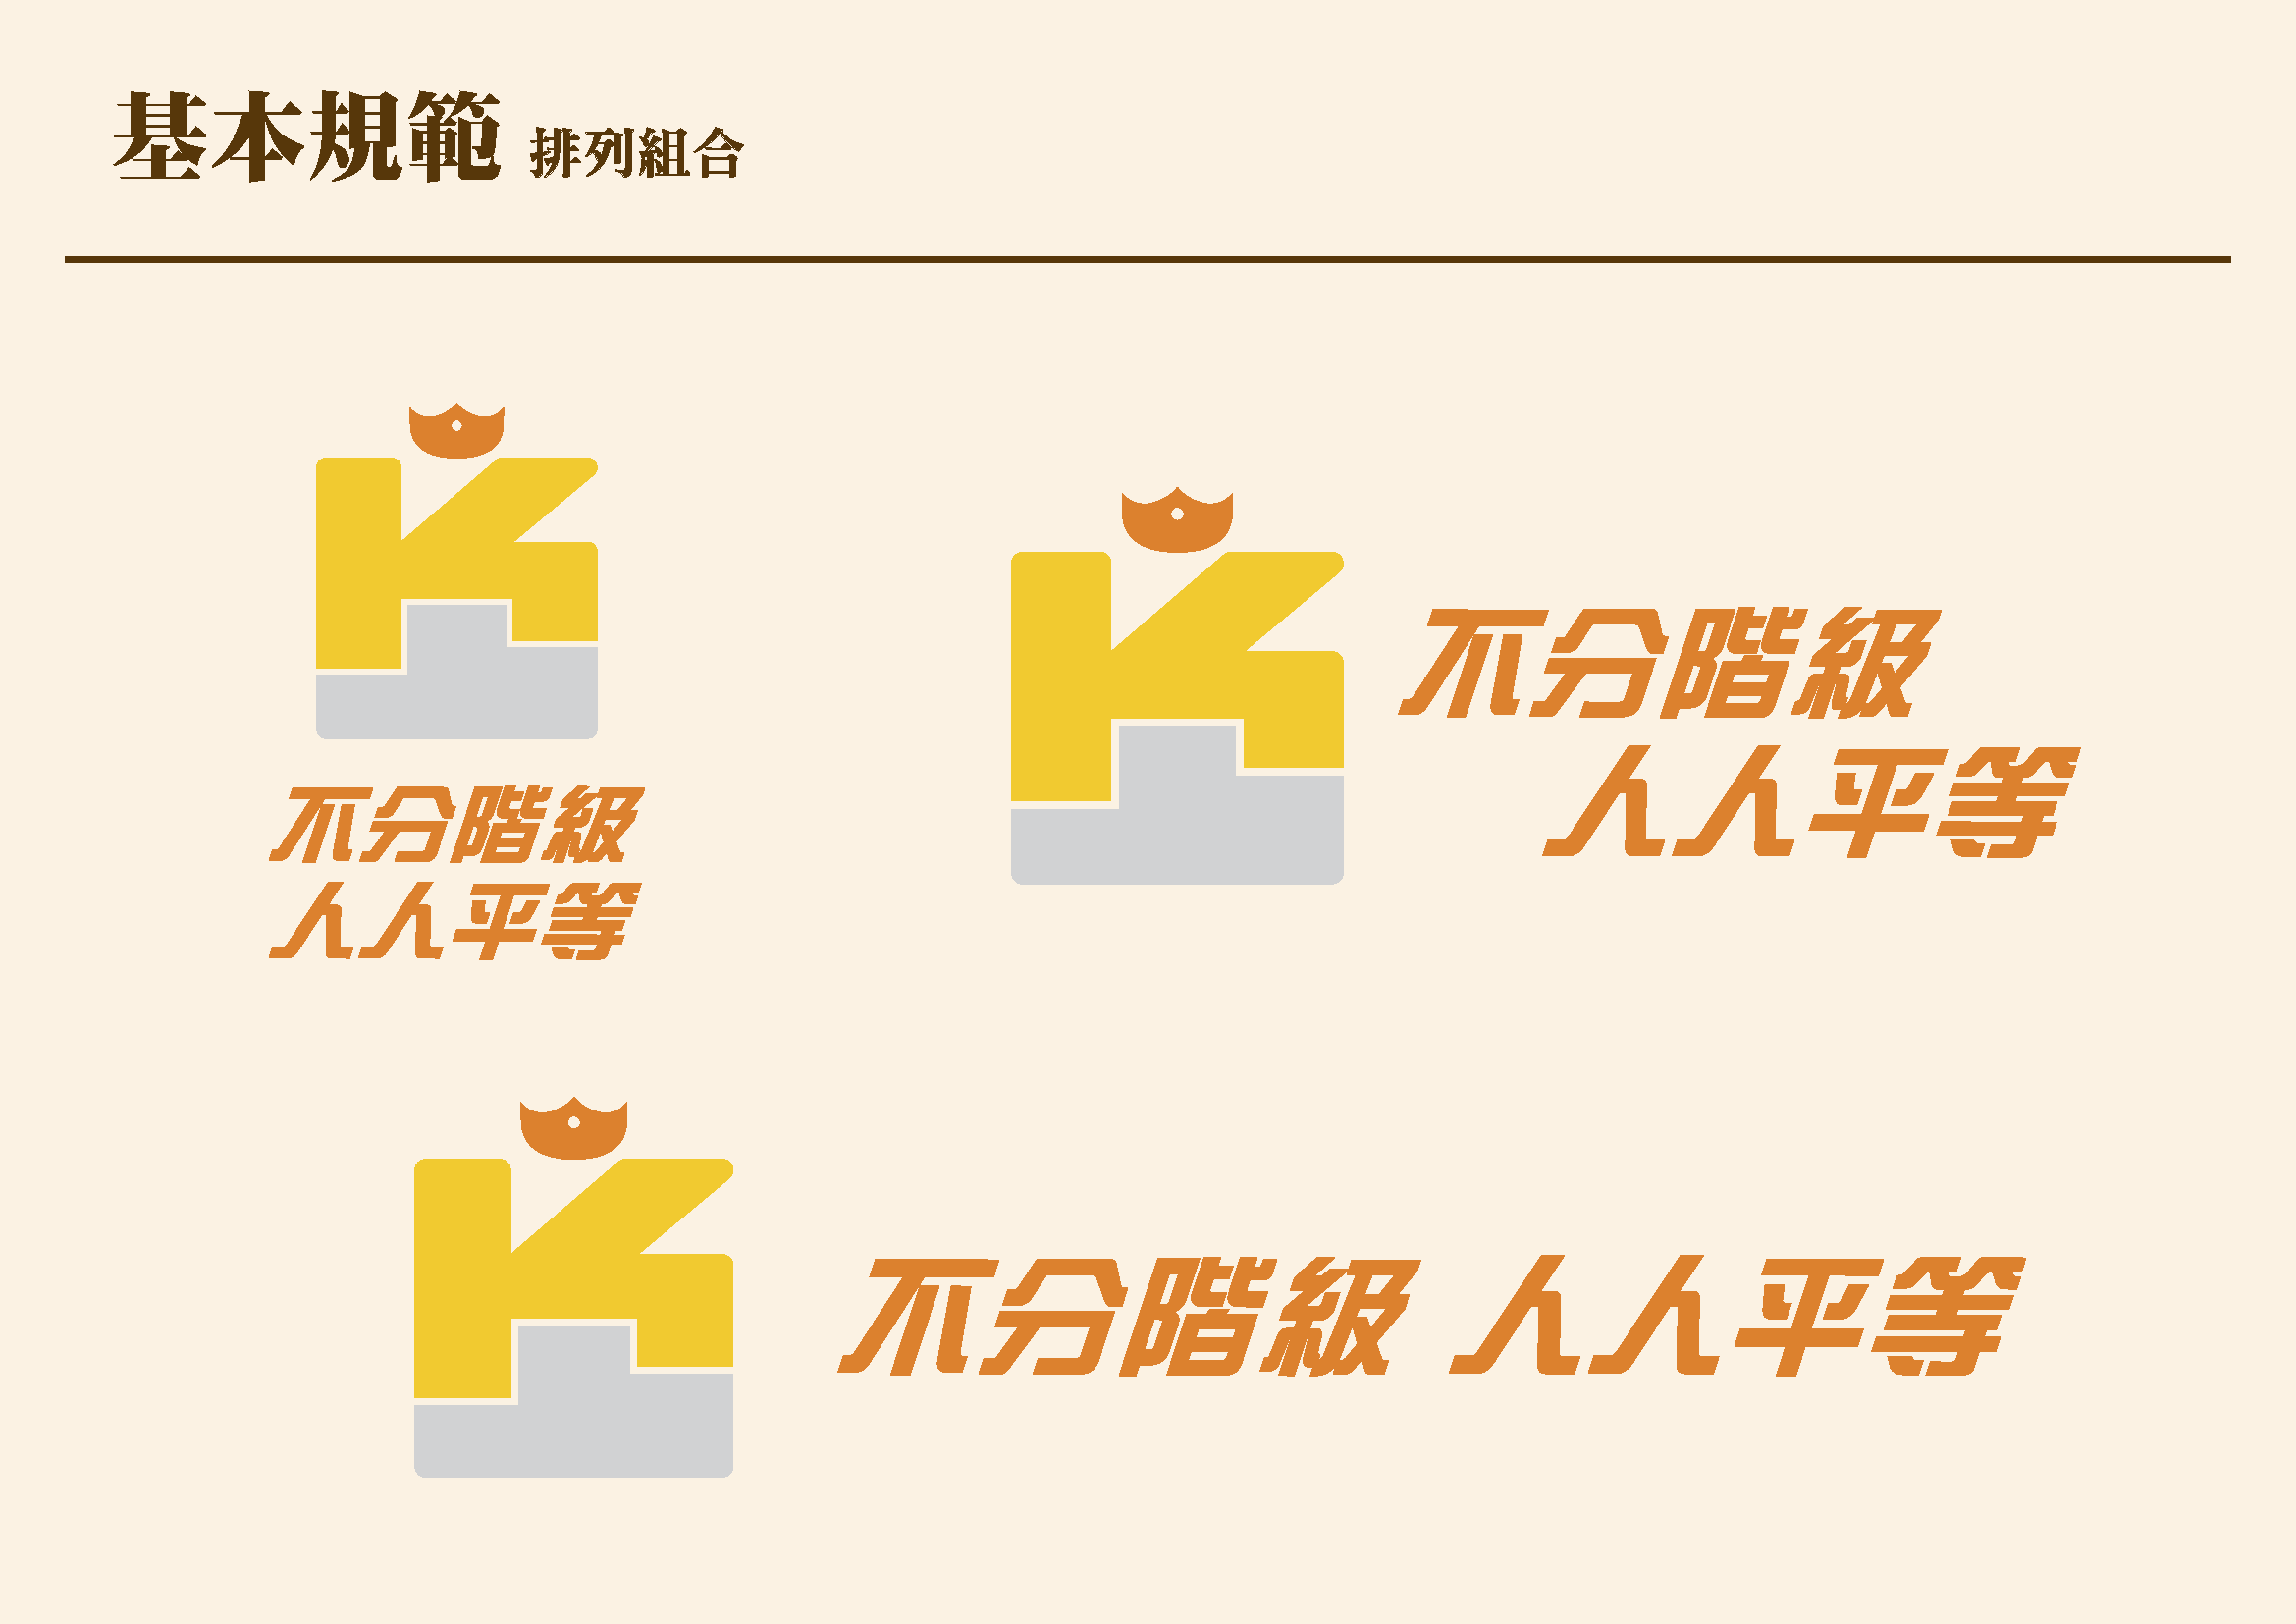 基本規範 排列組合
不分階級
人人平等
不分階級
人人平等
不分階級 人人平等